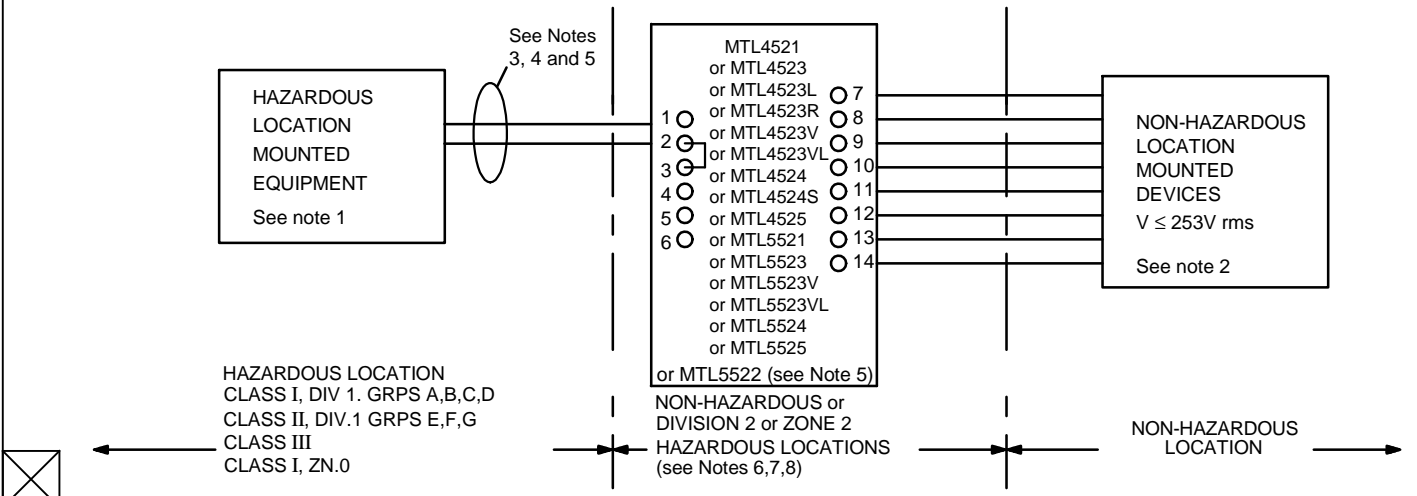 See Notes
3, 4 and 5
HAZARDOUS
LOCATION
MOUNTED
EQUIPMENT
See note 1
1
2
3
4
5
6
MTL4521
or MTL4523
or MTL4523L
or MTL4523R
or MTL4523V
or MTL4523VL
or MTL4524
or MTL4524S
or MTL4525
or MTL5521
or MTL5523
or MTL5523V
or MTL5523VL
or MTL5524
or MTL5525
or MTL5522 (see Note 5)
7
8
9
10
11
12
13
14
NON-HAZARDOUS
LOCATION
MOUNTED
DEVICES
V ≤ 253V rms
See note 2
HAZARDOUS LOCATION
CLASS I, DIV 1. GRPS A,B,C,D
CLASS II, DIV.1 GRPS E,F,G
CLASS III
CLASS I, ZN.0
NON-HAZARDOUS or
DIVISION 2 or ZONE 2
HAZARDOUS LOCATIONS
(see Notes 6,7,8)
NON-HAZARDOUS
LOCATION